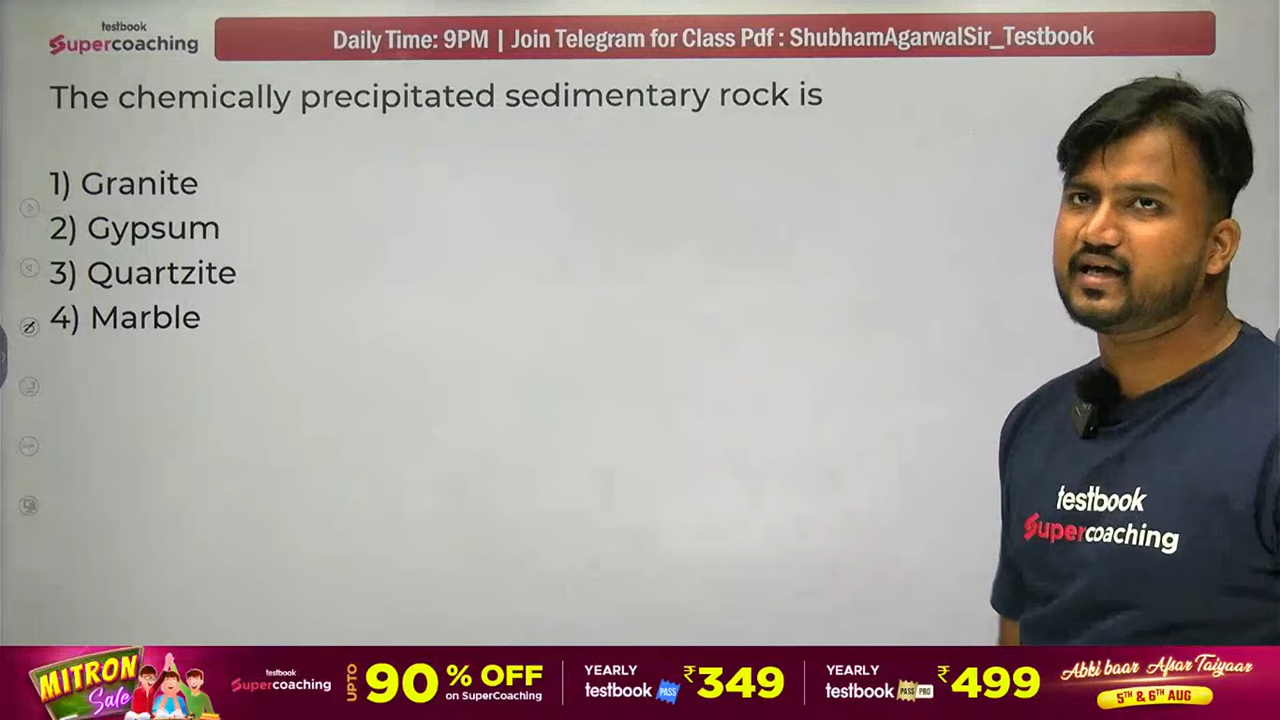 testbook
Supercoaching
Daily Time: 9PM | Join Telegram for Class Pdf : ShubhamAgarwalSir_Testbook
The chemically precipitated sedimentary rock is
1) Granite
2) Gypsum
3) Quartzite
4) Marble
testbook
Supercoaching
MITRON
Sale
testbook
Supercoaching
UPTO
90 % OFF
on SuperCoaching
YEARLY
testbook PASS
₹349
YEARLY
testbook PASS PRO
₹499
Abki baar Afsar Taiyaar
5TH & 6TH AUG